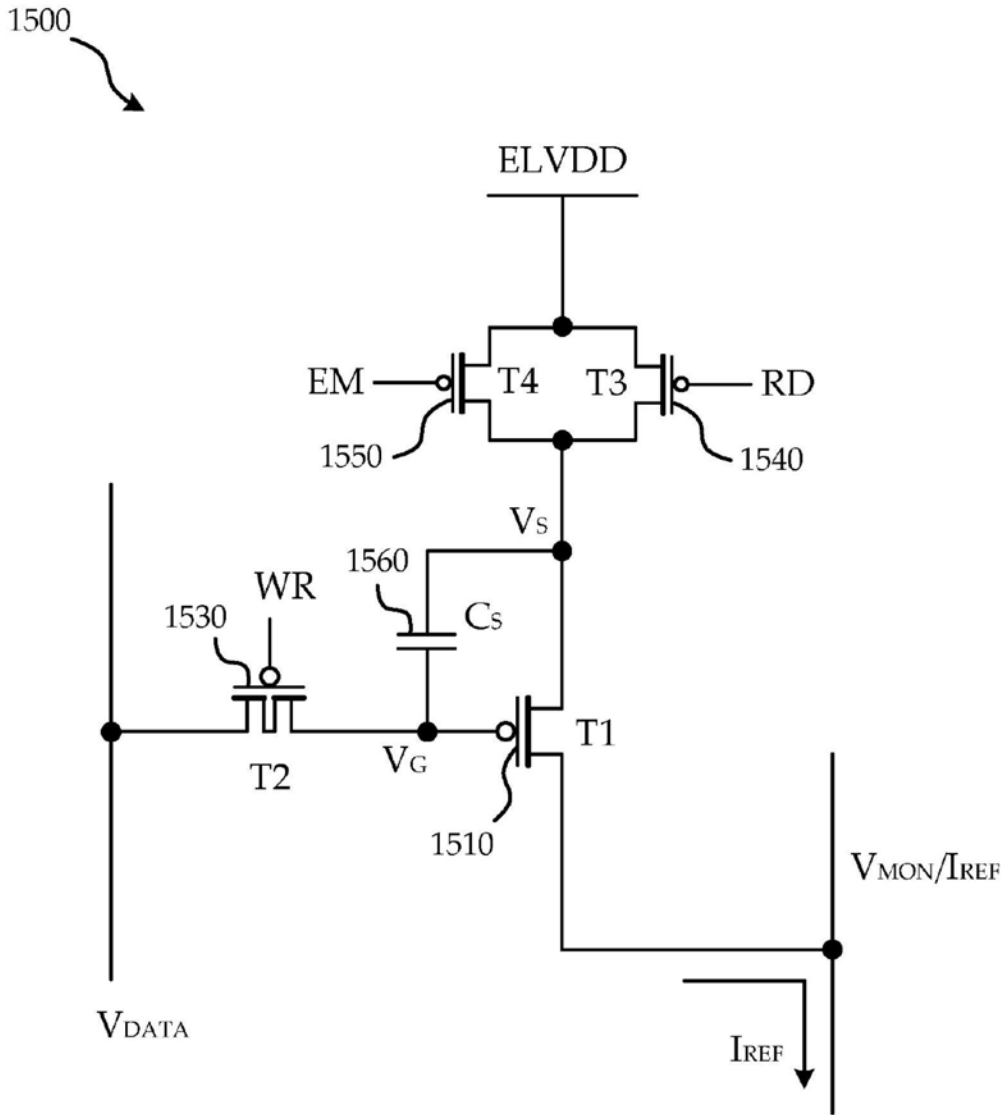 1500
ELVDD
EM
T4
T3
RD
1550
1540
VS
1560
WR
CS
1530
T1
VG
T2
1510
VMON/IREF
VDATA
IREF